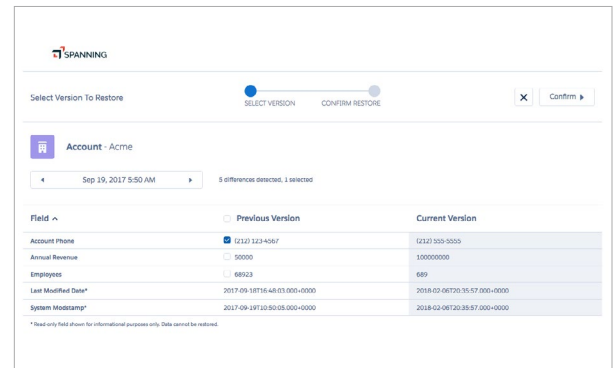 SPANNING
Select Version To Restore
SELECT VERSION CONFIRM RESTORE
Confirm
Account - Acme
Sep 19, 2017 5:50 AM
5 differences detected, 1 selected
Field Previous Version Current Version
Account Phone (212) 123-4567 (212) 555-5555
Annual Revenue 50000 100000000
Employees 68923 689
Last Modified Date* 2017-09-18T16:48:03.000+0000 2018-02-06T20:35:57.000+0000
System Modstamp* 2017-09-19T10:50:05.000+0000 2018-02-06T20:35:57.000+0000
* Read-only field shown for informational purposes only. Data cannot be restored.